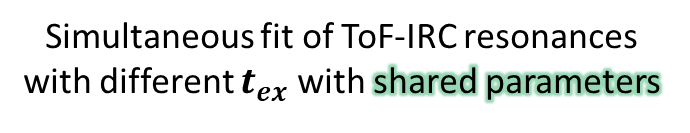 Simultaneous fit of ToF-IRC resonances
with different t_ex with shared parameters